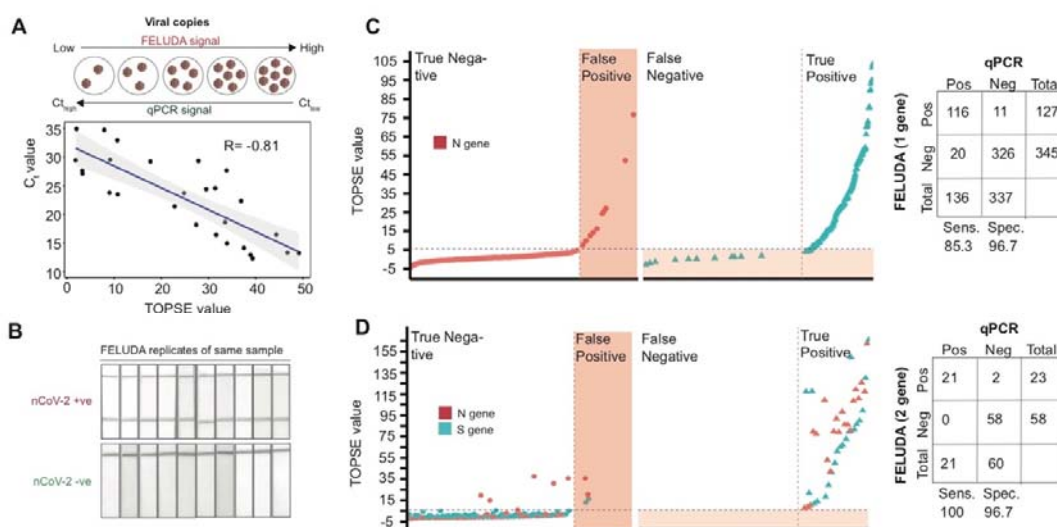 A
Viral copies
Low
FELUDA signal
High
Ct high
qPCR signal
Ct low
35
30
25
20
15
10
Ct value
R= -0.81
0
10
20
30
40
50
TOPSE value
B
FELUDA replicates of same sample
nCoV-2 +ve
nCoV-2 -ve
C
105
95
85
75
65
55
45
35
25
15
5
-5
TOPSE value
True Nega-
tive
False
Positive
False
Negative
True
Positive
N gene
qPCR
Pos Neg Total
FELUDA (1 gene)
Pos 116 11 127
Neg 20 326 345
Total 136 337
Sens. Spec.
85.3 96.7
D
155
135
115
95
75
55
35
15
-5
TOPSE value
True Nega-
tive
False
Positive
False
Negative
True
Positive
N gene
S gene
qPCR
Pos Neg Total
FELUDA (2 gene)
Pos 21 2 23
Neg 0 58 58
Total 21 60
Sens. Spec.
100 96.7